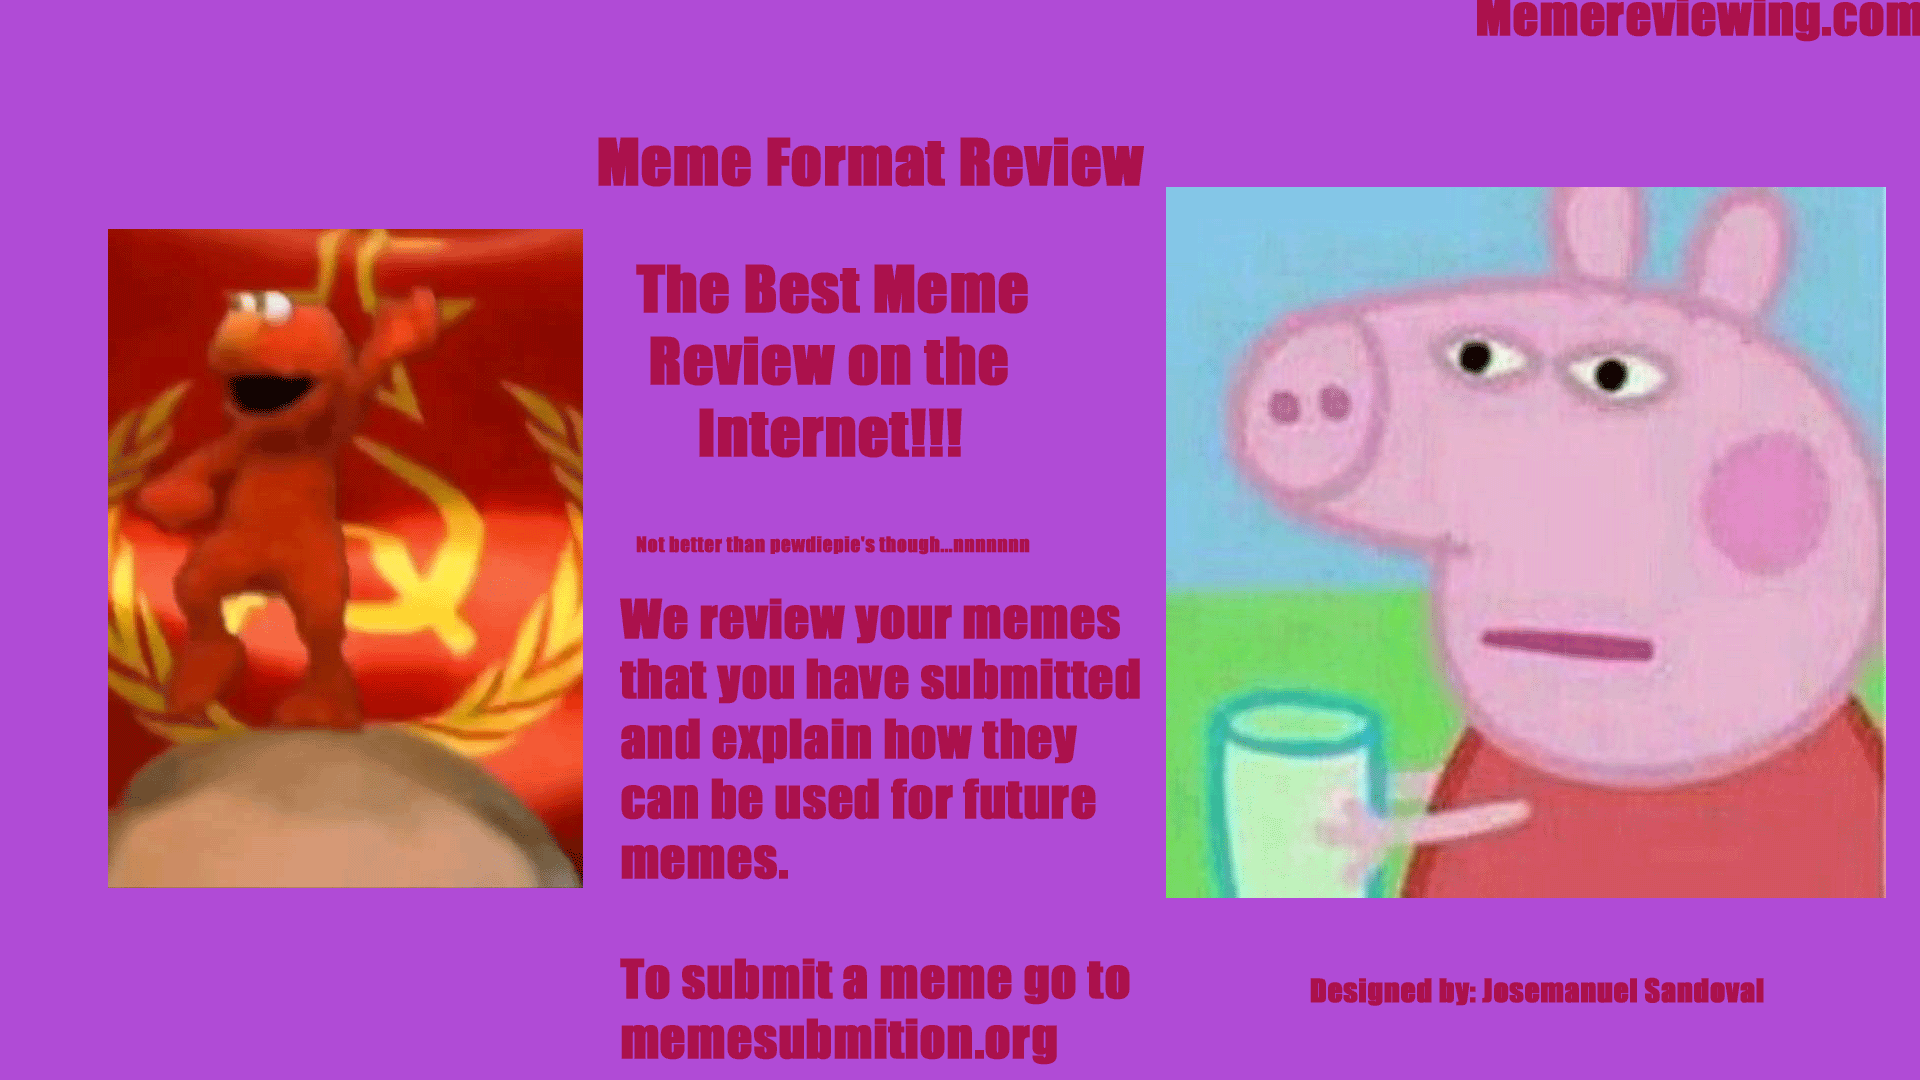 Memereviewing.com
Meme Format Review
The Best Meme
Review on the
Internet!!!
Not better than pewdiepie's though...nnnnnnn
We review your memes
that you have submitted
and explain how they
can be used for future
memes.
To submit a meme go to
memesubmition.org
Designed by: Josemanuel Sandoval